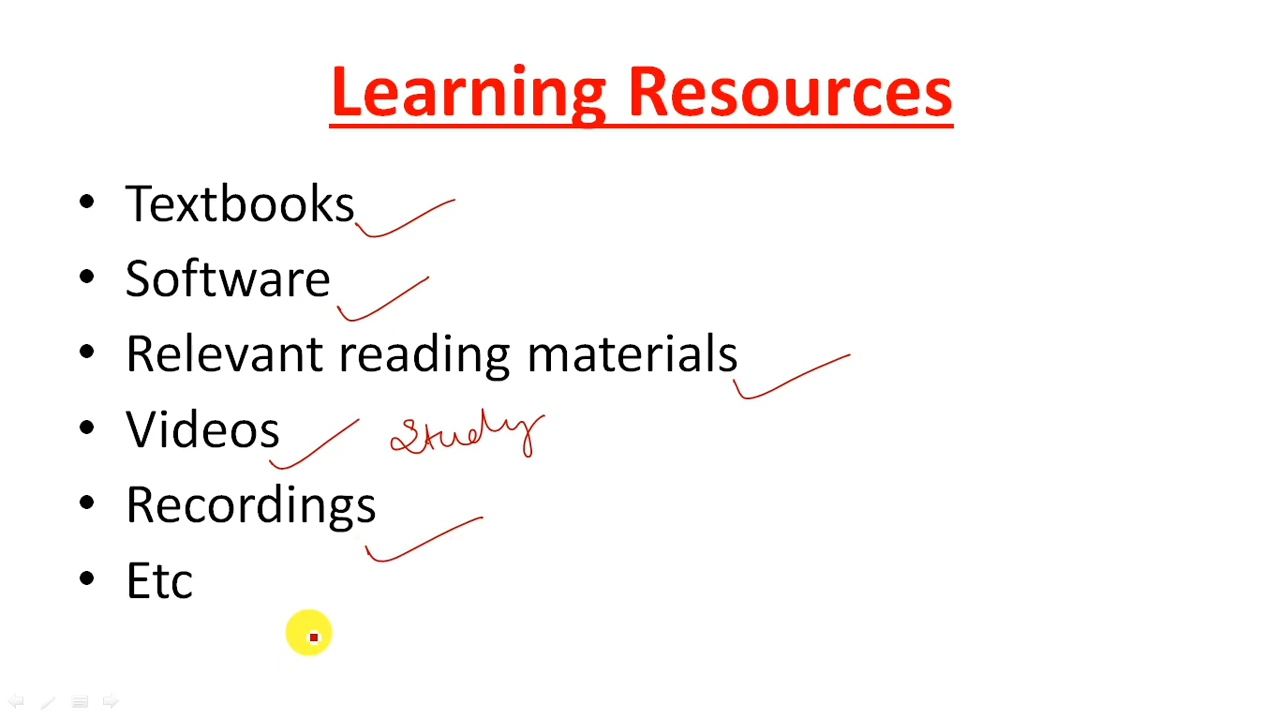 Learning Resources
• Textbooks
• Software
• Relevant reading materials
• Videos Study
• Recordings
• Etc